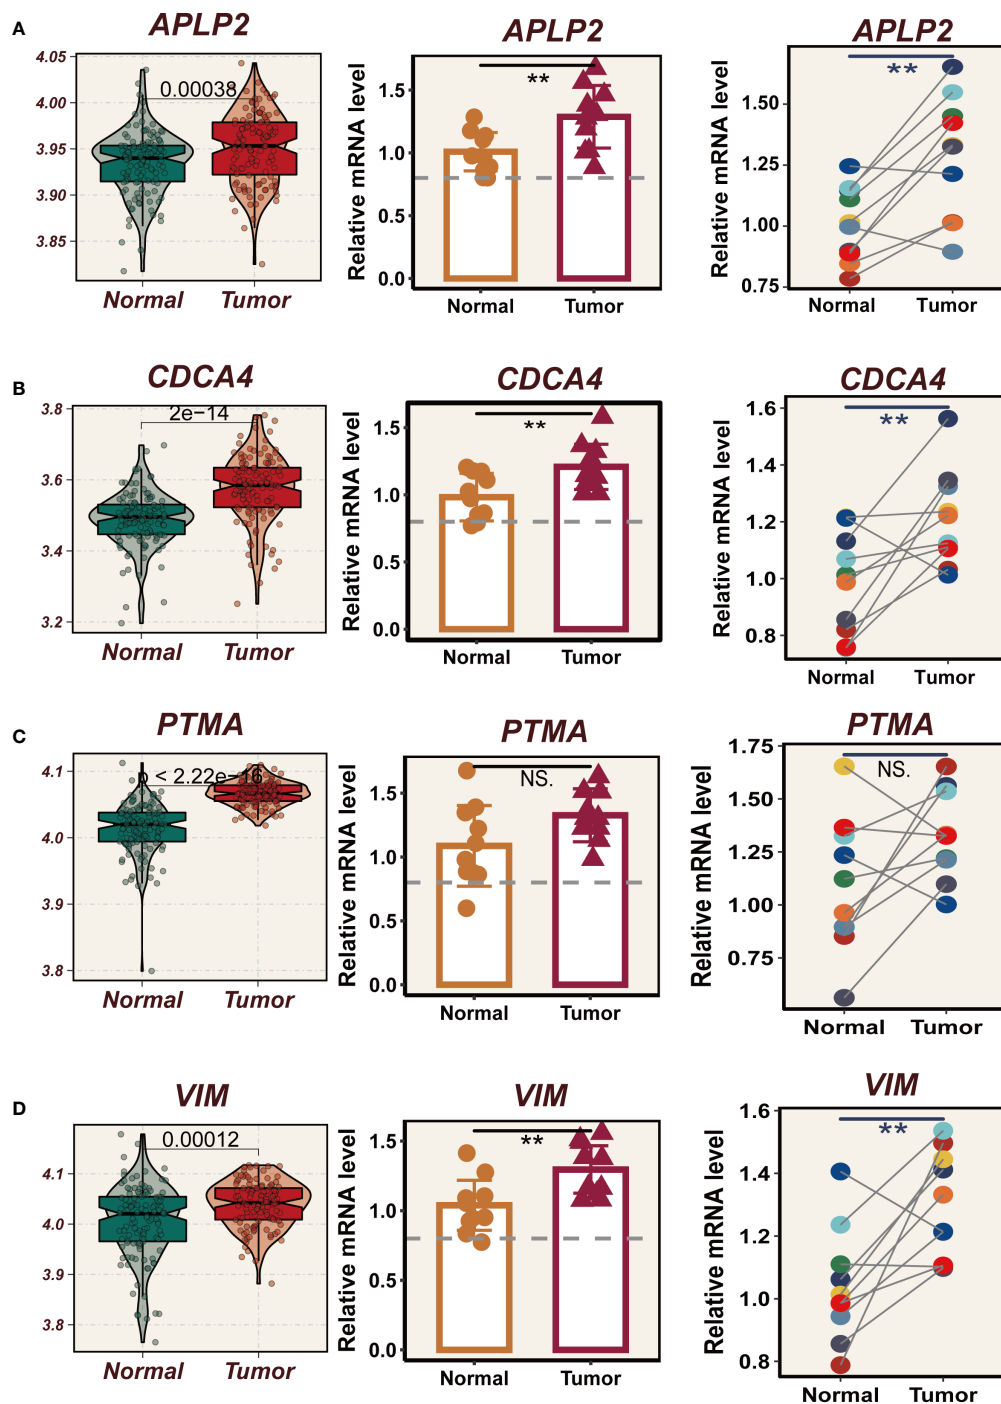 A
APLP2
4.05
4.00
3.95
3.90
3.85
0.00038
Normal
Tumor
APLP2
Relative mRNA level
1.5
1.0
0.5
0.0
**
Normal
Tumor
APLP2
Relative mRNA level
1.50
1.25
1.00
0.75
**
Normal
Tumor
B
CDCA4
3.8
3.6
3.4
3.2
2e−14
Normal
Tumor
CDCA4
Relative mRNA level
1.5
1.0
0.5
0.0
**
Normal
Tumor
CDCA4
Relative mRNA level
1.6
1.4
1.2
1.0
0.8
**
Normal
Tumor
C
PTMA
4.1
4.0
3.9
3.8
p < 2.22e−16
Normal
Tumor
PTMA
Relative mRNA level
1.5
1.0
0.5
0.0
NS.
Normal
Tumor
PTMA
Relative mRNA level
1.75
1.50
1.25
1.00
0.75
NS.
Normal
Tumor
D
VIM
4.1
4.0
3.9
3.8
0.00012
Normal
Tumor
VIM
Relative mRNA level
1.5
1.0
0.5
0.0
**
Normal
Tumor
VIM
Relative mRNA level
1.6
1.4
1.2
1.0
0.8
**
Normal
Tumor